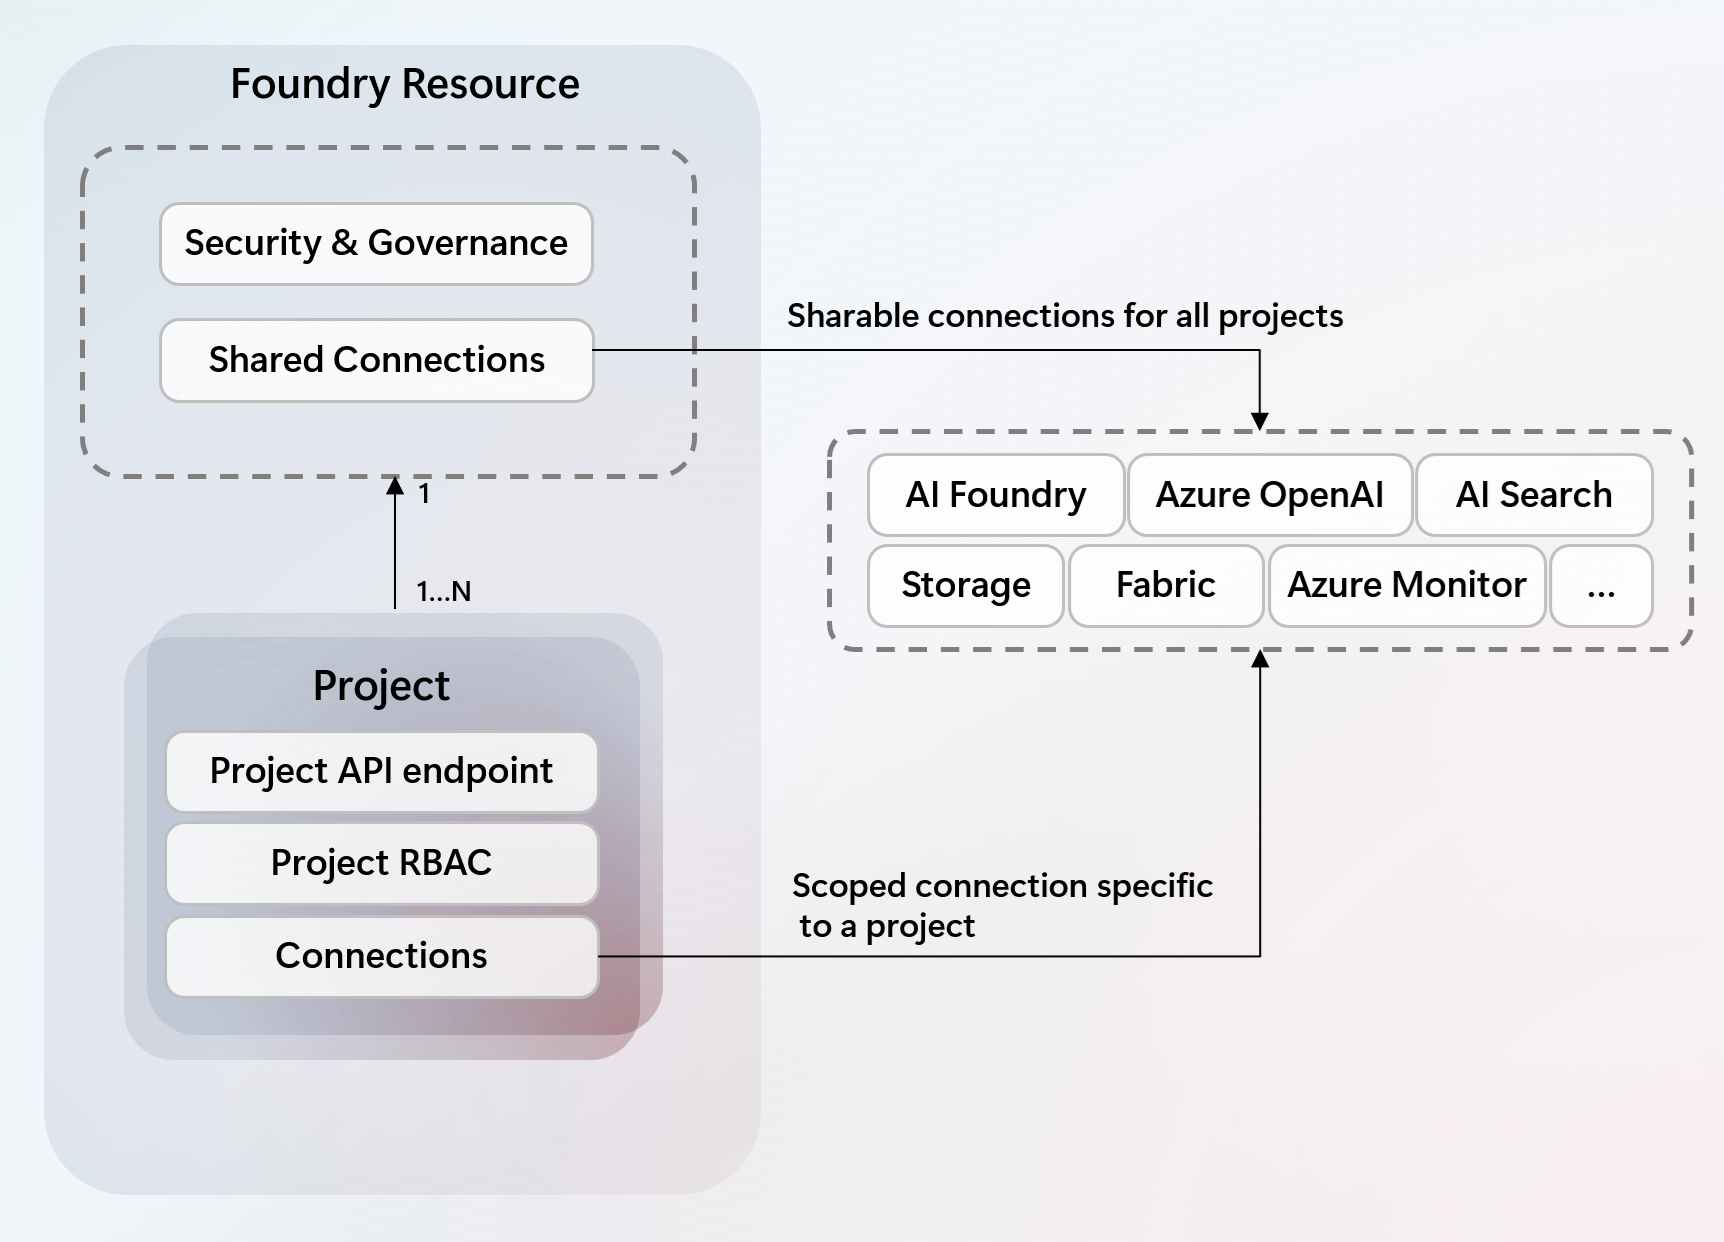 Foundry Resource
Security & Governance
Shared Connections
Sharable connections for all projects
1
1...N
AI Foundry
Azure OpenAI
AI Search
Storage
Fabric
Azure Monitor
...
Project
Project API endpoint
Project RBAC
Connections
Scoped connection specific
to a project